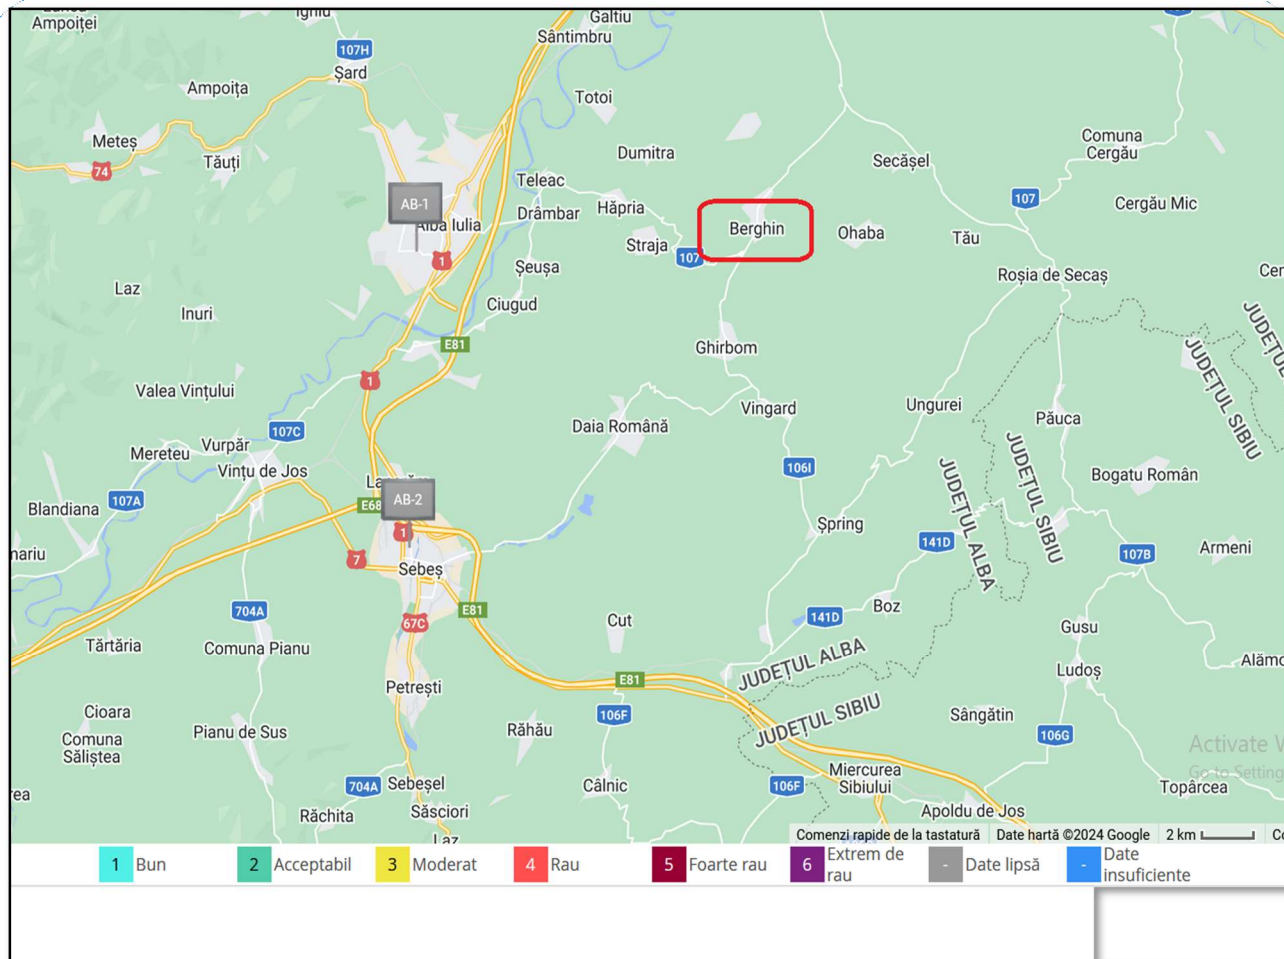 Ampoiței
Galtiu
Sântimbru
107H
Șard
Ampoița
Totoi
Meteș
74
Tăuți
Dumitra
Comuna
Cergău
Secășel
Teleac
107
AB-1
Alba Iulia
Drâmbar
Hăpria
Cergău Mic
Berghin
Ohaba
Tău
Straja
107
1
Șeușa
Roșia de Secaș
Laz
Inuri
Ciugud
E81
Ghirbom
JUDEȚUL SIBIU
1
Valea Vințului
Vingard
Ungurei
Păuca
Daia Română
107C
Vurpăr
Mereteu
Vințu de Jos
JUDEȚUL SIBIU
106I
Bogatu Român
JUDEȚUL ALBA
107A
Blandiana
E68
AB-2
1
Spring
141D
107B
Armeni
7
Sebeș
704A
E81
67C
Cut
141D
Boz
Gusu
Tărtăria
Comuna Pianu
JUDEȚUL ALBA
Ludoș
Petrești
E81
JUDEȚUL SIBIU
Cioara
Comuna
Săliștea
Pianu de Sus
Răhău
106F
Sângătin
106G
Activate
Go to Setting
Miercurea
Sibiului
704A
Sebeșel
Câlnic
106F
Topârcea
Răchita
Săsciori
Apoldu de Jos
Laz
Comenzi rapide de la tastatură Date hartă ©2024 Google 2 km
1 Bun 2 Acceptabil 3 Moderat 4 Rau 5 Foarte rau 6 Extrem de rau - Date lipsă - Date insuficiente